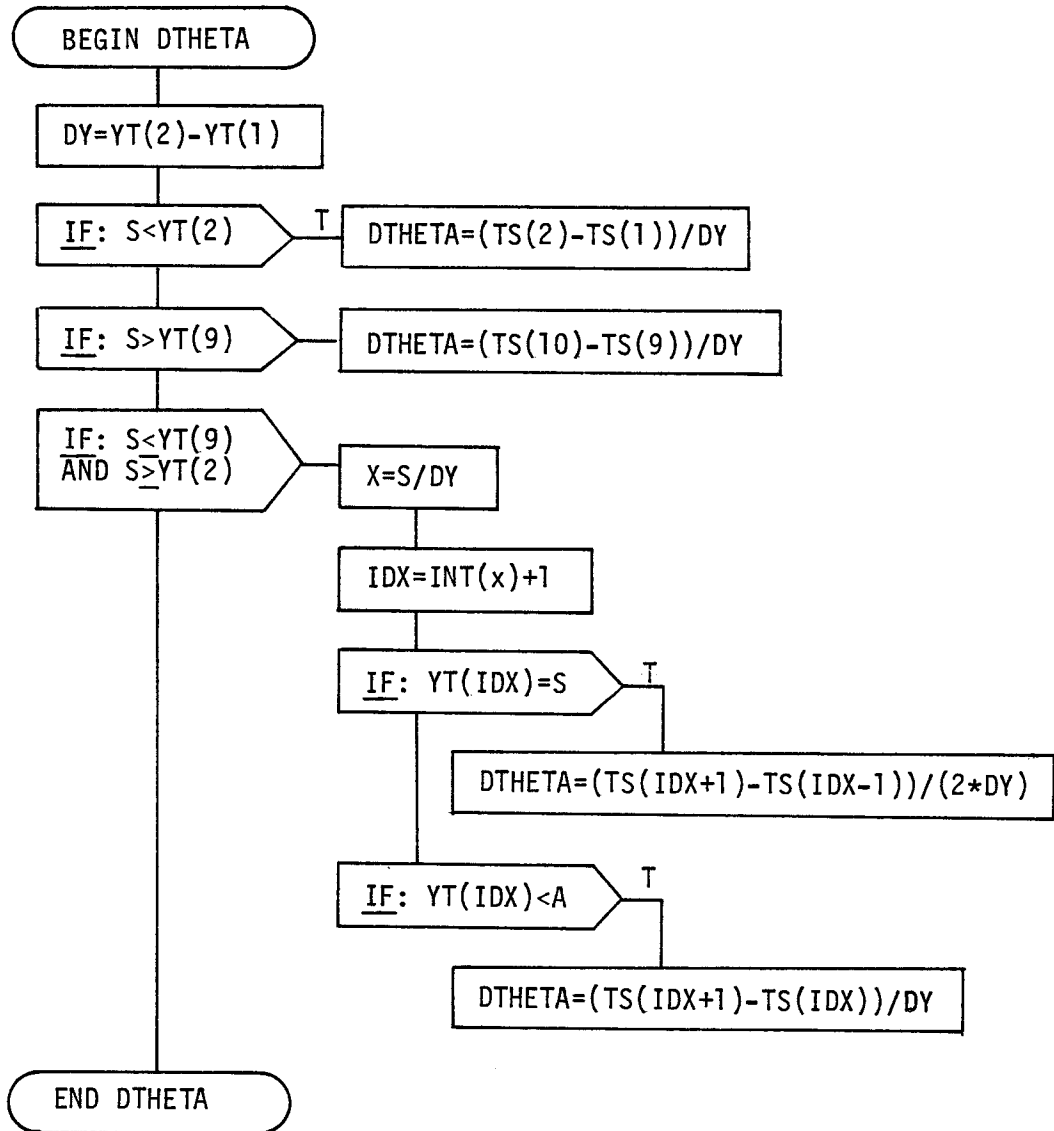 BEGIN DTHETA
DY=YT(2)-YT(1)
IF: S<YT(2)
T
DTHETA=(TS(2)-TS(1))/DY
IF: S>YT(9)
DTHETA=(TS(10)-TS(9))/DY
IF: S≤YT(9)
AND S≥YT(2)
X=S/DY
IDX=INT(x)+1
IF: YT(IDX)=S
T
DTHETA=(TS(IDX+1)-TS(IDX-1))/(2*DY)
IF: YT(IDX)<A
T
DTHETA=(TS(IDX+1)-TS(IDX))/DY
END DTHETA